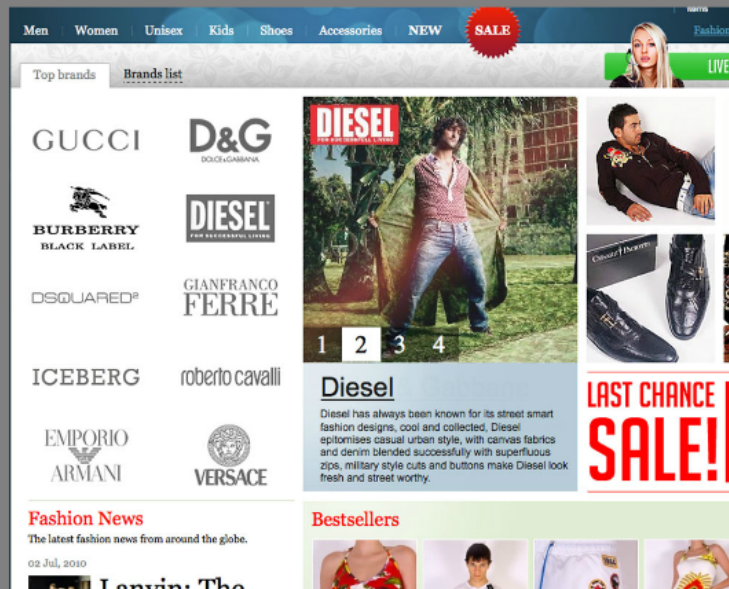 Men Women Unisex Kids Shoes Accessories NEW SALE
Fashion
LIVE
Top brands Brands list
GUCCI
D&G
DOLCE&GABBANA
BURBERRY
BLACK LABEL
DIESEL
FOR SUCCESSFUL LIVING
DSQUARED²
GIANFRANCO
FERRE
ICEBERG
roberto cavalli
EMPORIO
ARMANI
VERSACE
DIESEL
FOR SUCCESSFUL LIVING
1 2 3 4
Diesel
Diesel has always been known for its street smart
fashion designs, cool and collected, Diesel
epitomises casual urban style, with canvas fabrics
and denim blended successfully with superfluous
zips, military style cuts and buttons make Diesel look
fresh and street worthy.
LAST CHANCE
SALE!
Fashion News
The latest fashion news from around the globe.
02 Jul, 2010
Lanvin: The
Bestsellers